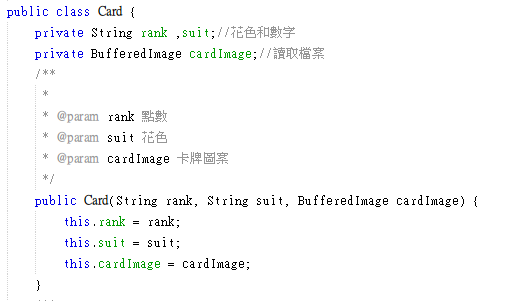 public class Card {
private String rank ,suit;//花色和數字
private BufferedImage cardImage;//讀取檔案
/**
*
* @param rank 點數
* @param suit 花色
* @param cardImage 卡牌圖案
*/
public Card(String rank, String suit, BufferedImage cardImage) {
this.rank = rank;
this.suit = suit;
this.cardImage = cardImage;
}